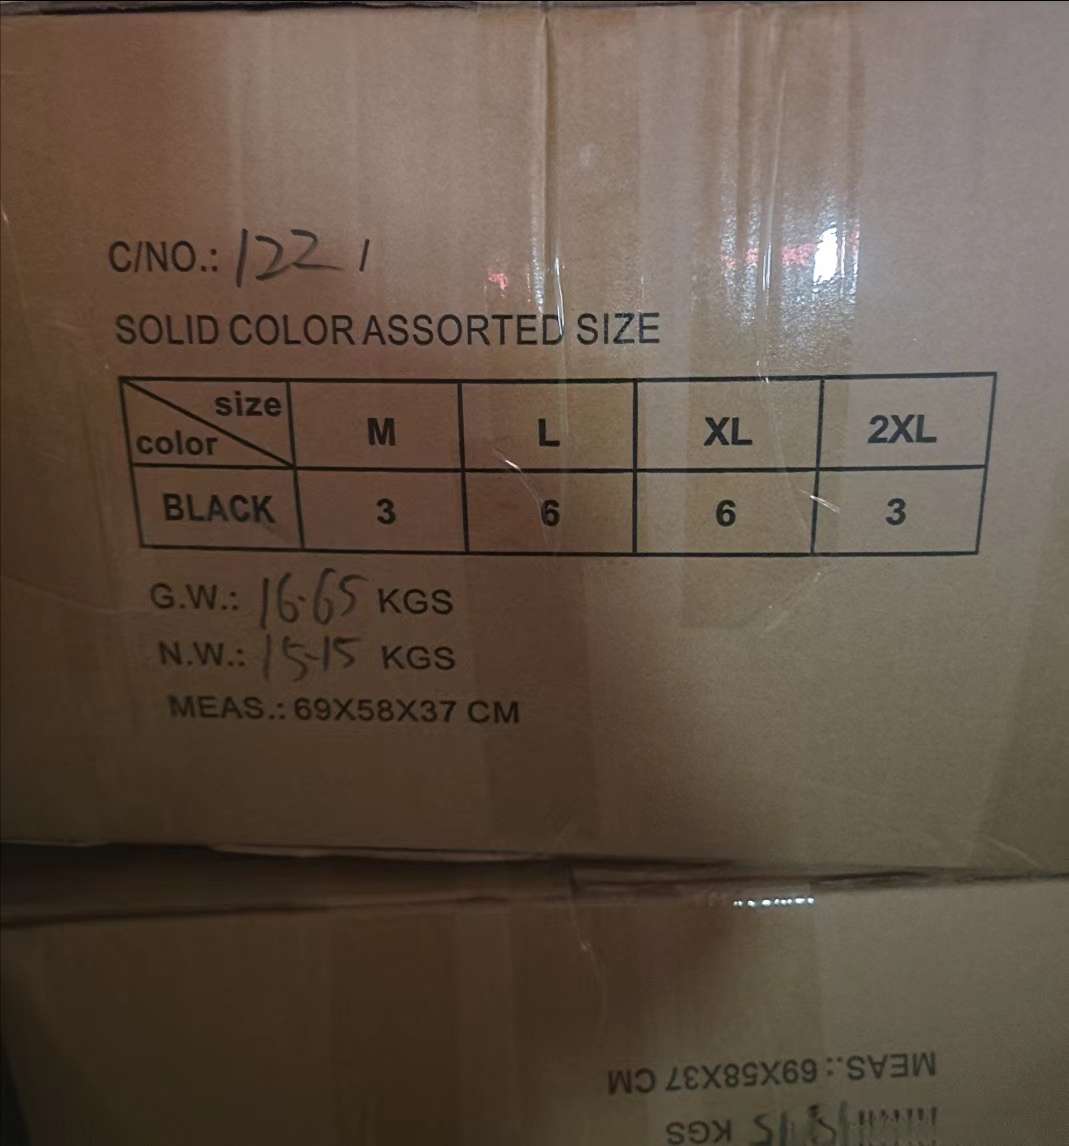 C/NO.: 1221
SOLID COLOR ASSORTED SIZE
size
color M L XL 2XL
BLACK 3 6 6 3
G.W.: 16.65 KGS
N.W.: 15.15 KGS
MEAS.: 69X58X37 CM
MEAS.: 69X58X37 CM
KGS